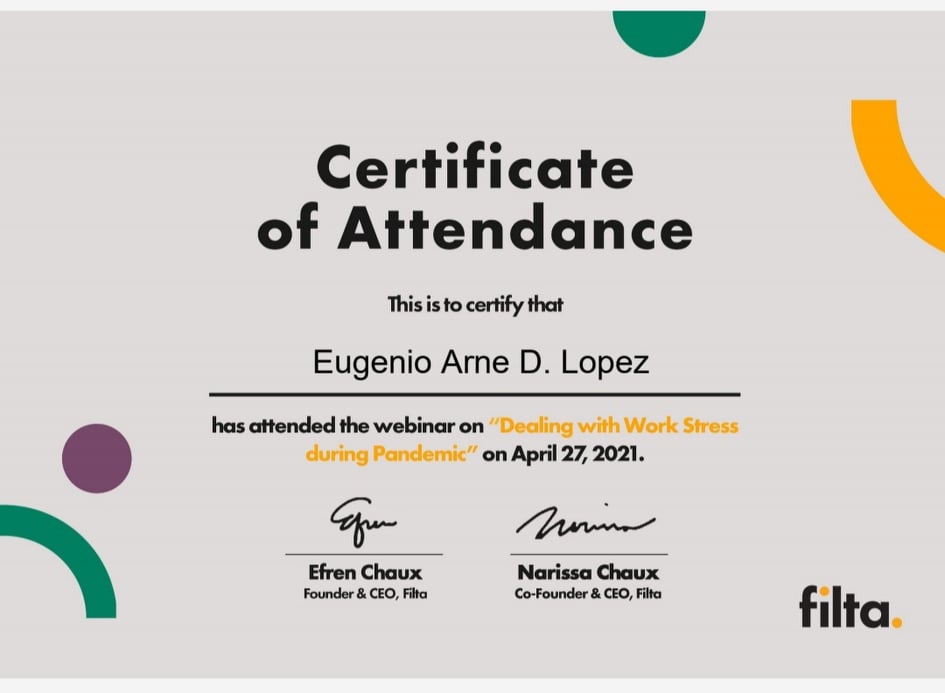 Certificate
of Attendance
This is to certify that
Eugenio Arne D. Lopez
has attended the webinar on “Dealing with Work Stress
during Pandemic” on April 27, 2021.
Efren
Narissa
Efren Chaux
Founder & CEO, Filta
Narissa Chaux
Co-Founder & CEO, Filta
filta.